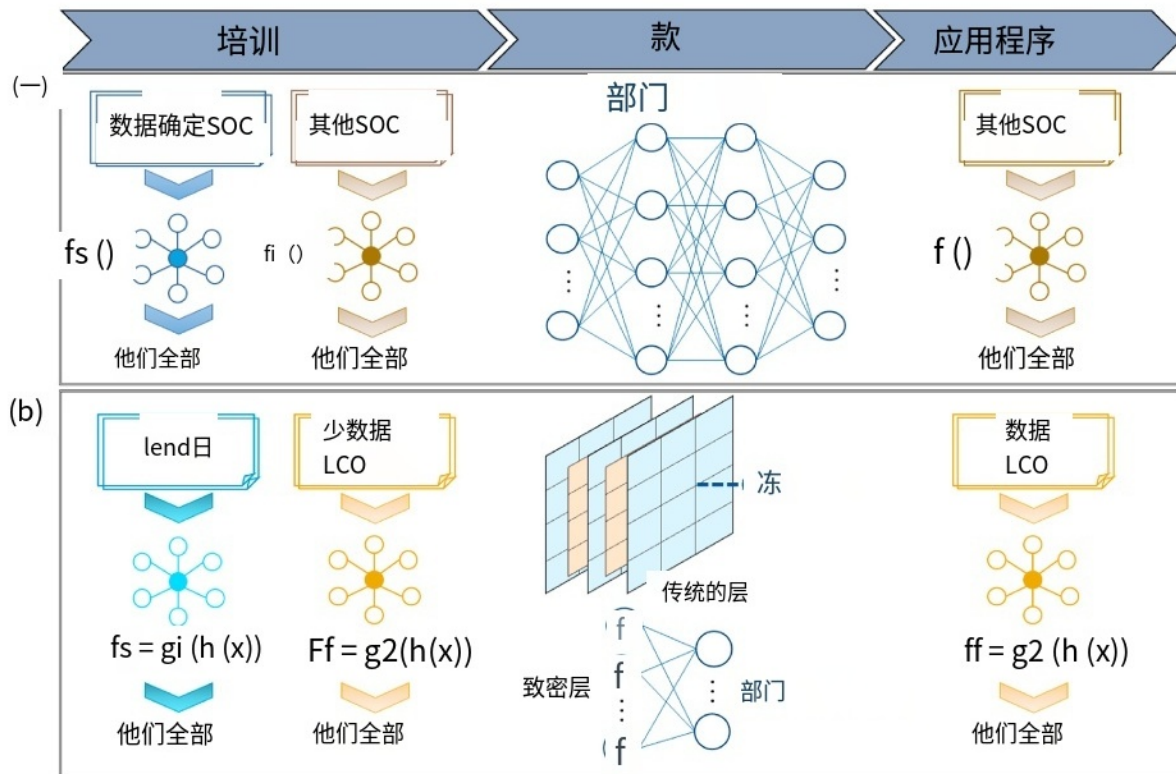 培训
款
应用程序
(一)
数据确定SOC
其他SOC
部门
其他SOC
fs ()
fi ()
f ()
他们全部
他们全部
他们全部
(b)
lend日
少数据
LCO
数据
LCO
冻
传统的层
fs = gi (h (x))
Ff = g2(h(x))
ff = g2 (h (x))
f
f
f
致密层
部门
他们全部
他们全部
他们全部